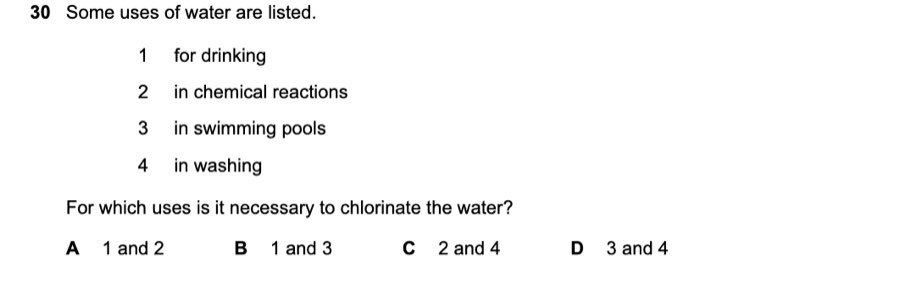 30 Some uses of water are listed.
1 for drinking
2 in chemical reactions
3 in swimming pools
4 in washing
For which uses is it necessary to chlorinate the water?
A 1 and 2 B 1 and 3 C 2 and 4 D 3 and 4